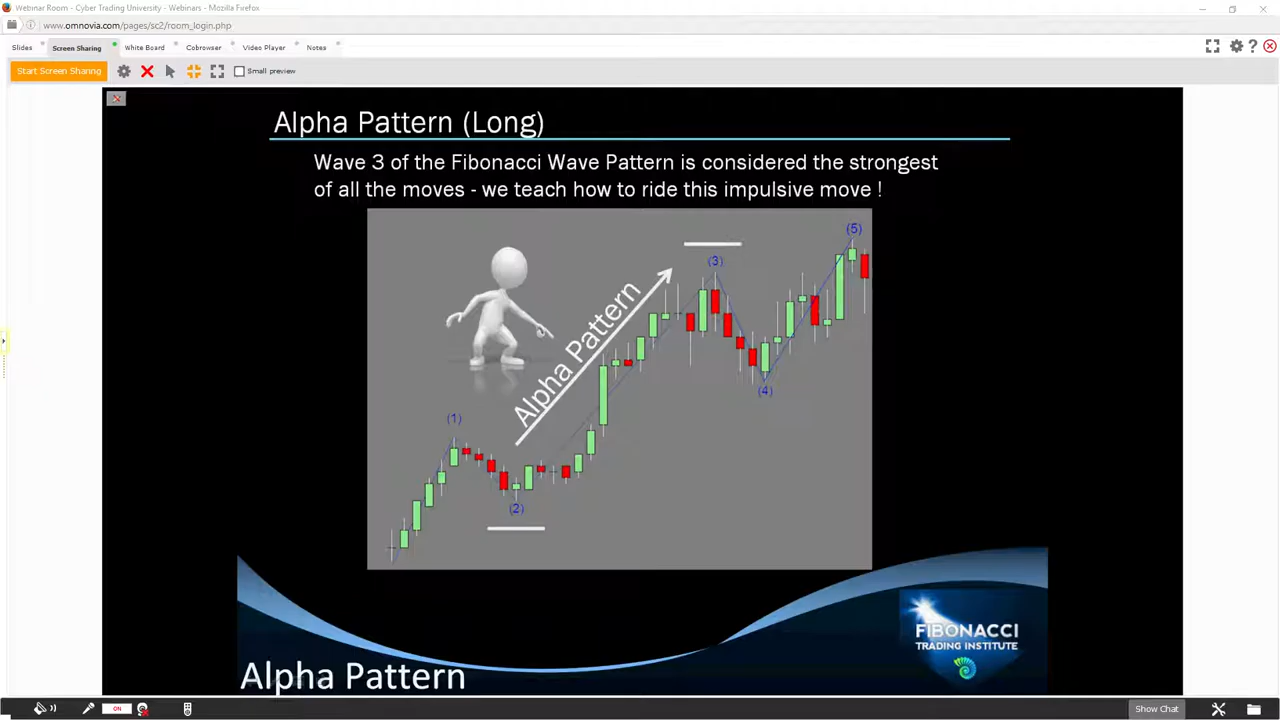 Webinar Room - Cyber Trading University - Webinars - Mozilla Firefox
www.omnovia.com/pages/sc2/room_login.php
Slides
Screen Sharing
White Board
Cobrowser
Video Player
Notes
Start Screen Sharing
Small preview
Alpha Pattern (Long)
Wave 3 of the Fibonacci Wave Pattern is considered the strongest
of all the moves - we teach how to ride this impulsive move !
(5)
(3)
Alpha Pattern
(4)
(1)
(2)
FIBONACCI
TRADING INSTITUTE
Alpha Pattern
ON
Show Chat